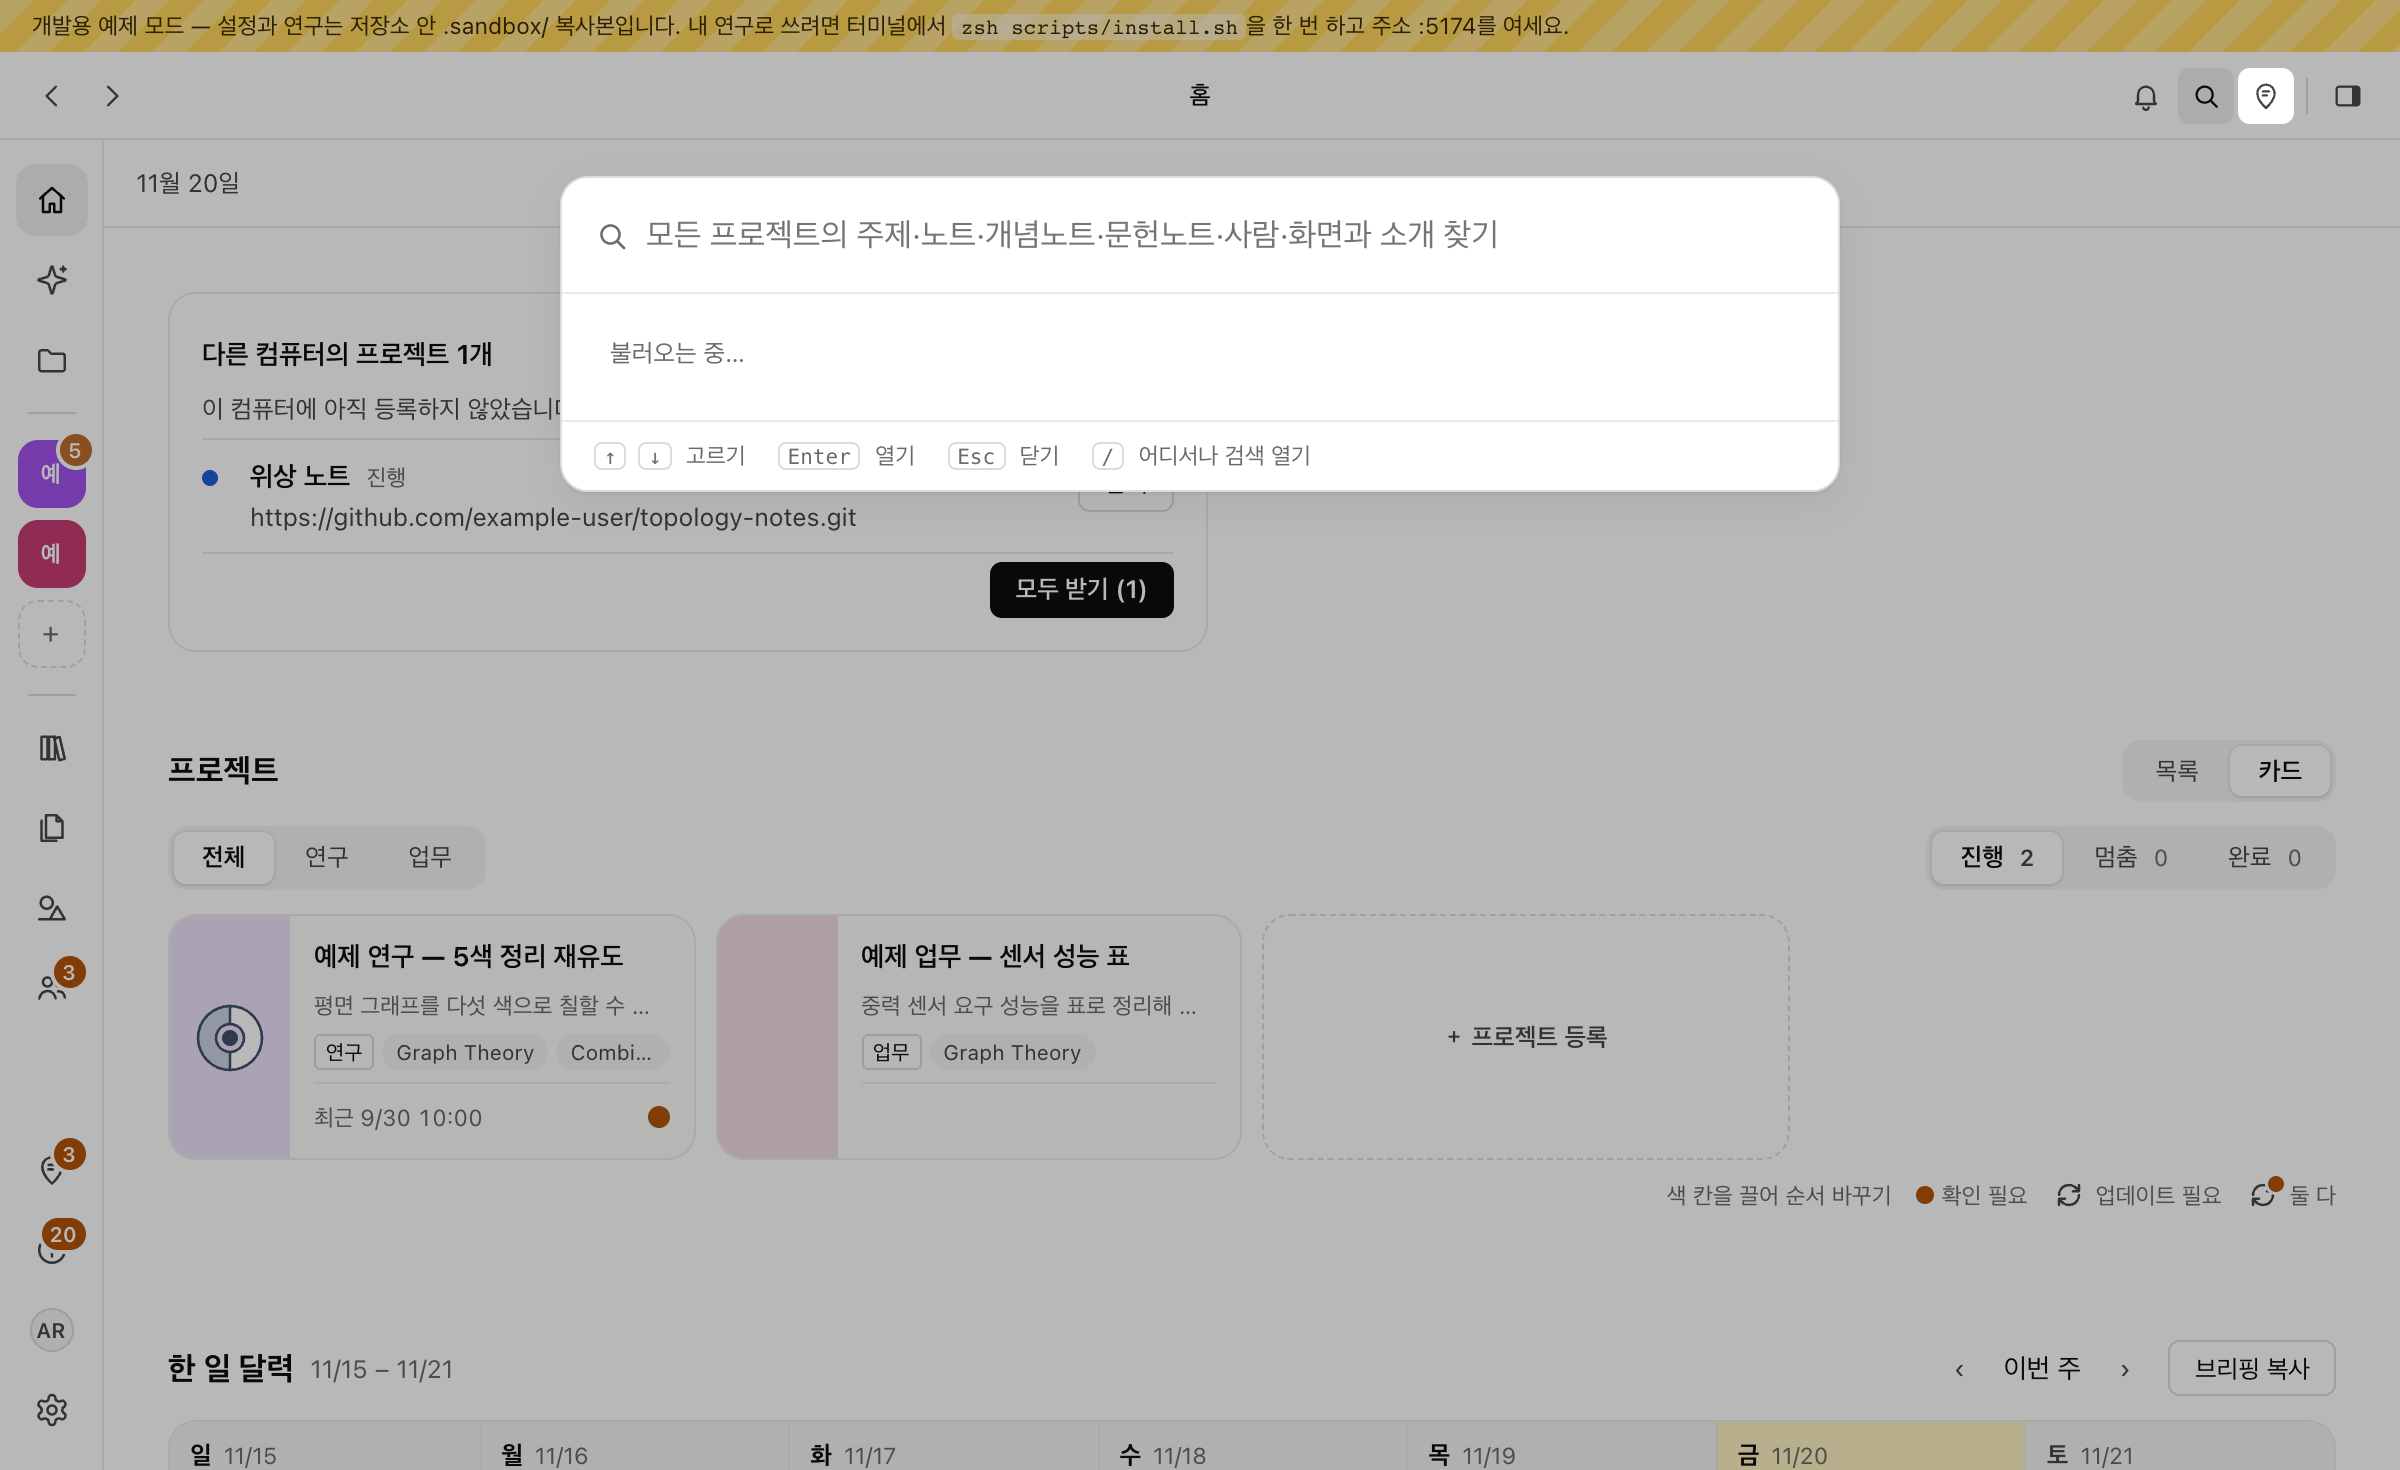 개발용 예제 모드 — 설정과 연구는 저장소 안 .sandbox/ 복사본입니다. 내 연구로 쓰려면 터미널에서 zsh scripts/install.sh을 한 번 하고 주소 :5174를 여세요.
홈
11월 20일
모든 프로젝트의 주제·노트·개념노트·문헌노트·사람·화면과 소개 찾기
불러오는 중…
↑ ↓ 고르기 Enter 열기 Esc 닫기 / 어디서나 검색 열기
다른 컴퓨터의 프로젝트 1개
이 컴퓨터에 아직 등록하지 않았습니
위상 노트 진행
https://github.com/example-user/topology-notes.git
모두 받기 (1)
예 5
예
+
3
3
20
AR
프로젝트
목록 카드
전체 연구 업무
진행 2 멈춤 0 완료 0
예제 연구 — 5색 정리 재유도
평면 그래프를 다섯 색으로 칠할 수 …
연구 Graph Theory Combi…
최근 9/30 10:00
예제 업무 — 센서 성능 표
중력 센서 요구 성능을 표로 정리해 …
업무 Graph Theory
+ 프로젝트 등록
색 칸을 끌어 순서 바꾸기 확인 필요 업데이트 필요 둘 다
한 일 달력 11/15 – 11/21
‹ 이번 주 › 브리핑 복사
일 11/15 월 11/16 화 11/17 수 11/18 목 11/19 금 11/20 토 11/21